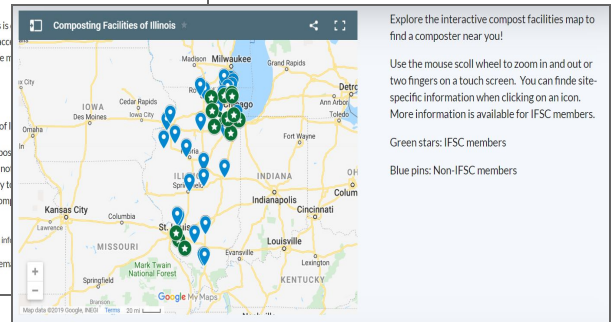 Composting Facilities of Illinois
Madison
Milwaukee
Grand Rapids
Cedar Rapids
IOWA
Des Moines
Iowa City
Ann Arbor
Toledo
Omaha
Fort Wayne
INDIANA
Indianapolis
Cincinnati
Kansas City
Columbia
Lawrence
St. Louis
MISSOURI
Evansville
Louisville
Lexington
Mark Twain
National Forest
KENTUCKY
Springfield
Branson
+
−
Google My Maps
Map data ©2019 Google, INEGI
Terms
20 mi
Explore the interactive compost facilities map to
find a composter near you!
Use the mouse scoll wheel to zoom in and out or
two fingers on a touch screen. You can finde site-
specific information when clicking on an icon.
More information is available for IFSC members.
Green stars: IFSC members
Blue pins: Non-IFSC members